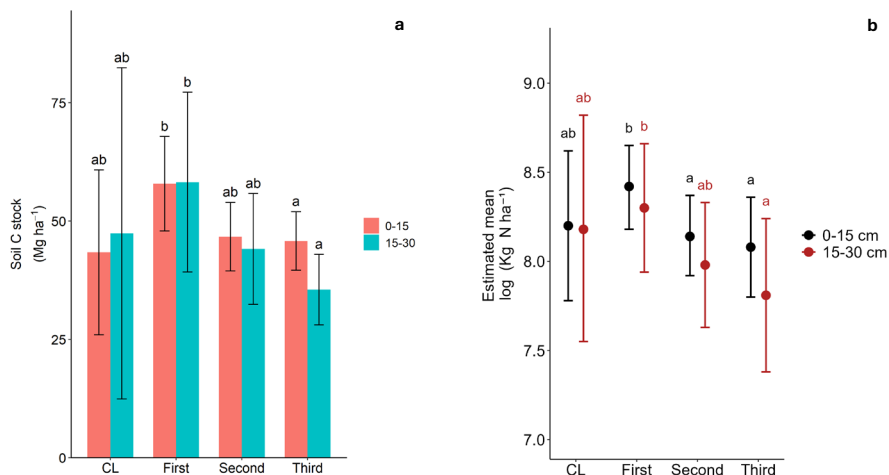 a
Soil C stock
(Mg ha⁻¹)
75
50
25
0
ab
ab
b
b
ab
ab
a
a
CL
First
Second
Third
0-15
15-30
b
Estimated mean
log (Kg N ha⁻¹)
9.0
8.5
8.0
7.5
7.0
ab
ab
b
b
a
ab
a
a
CL
First
Second
Third
0-15 cm
15-30 cm